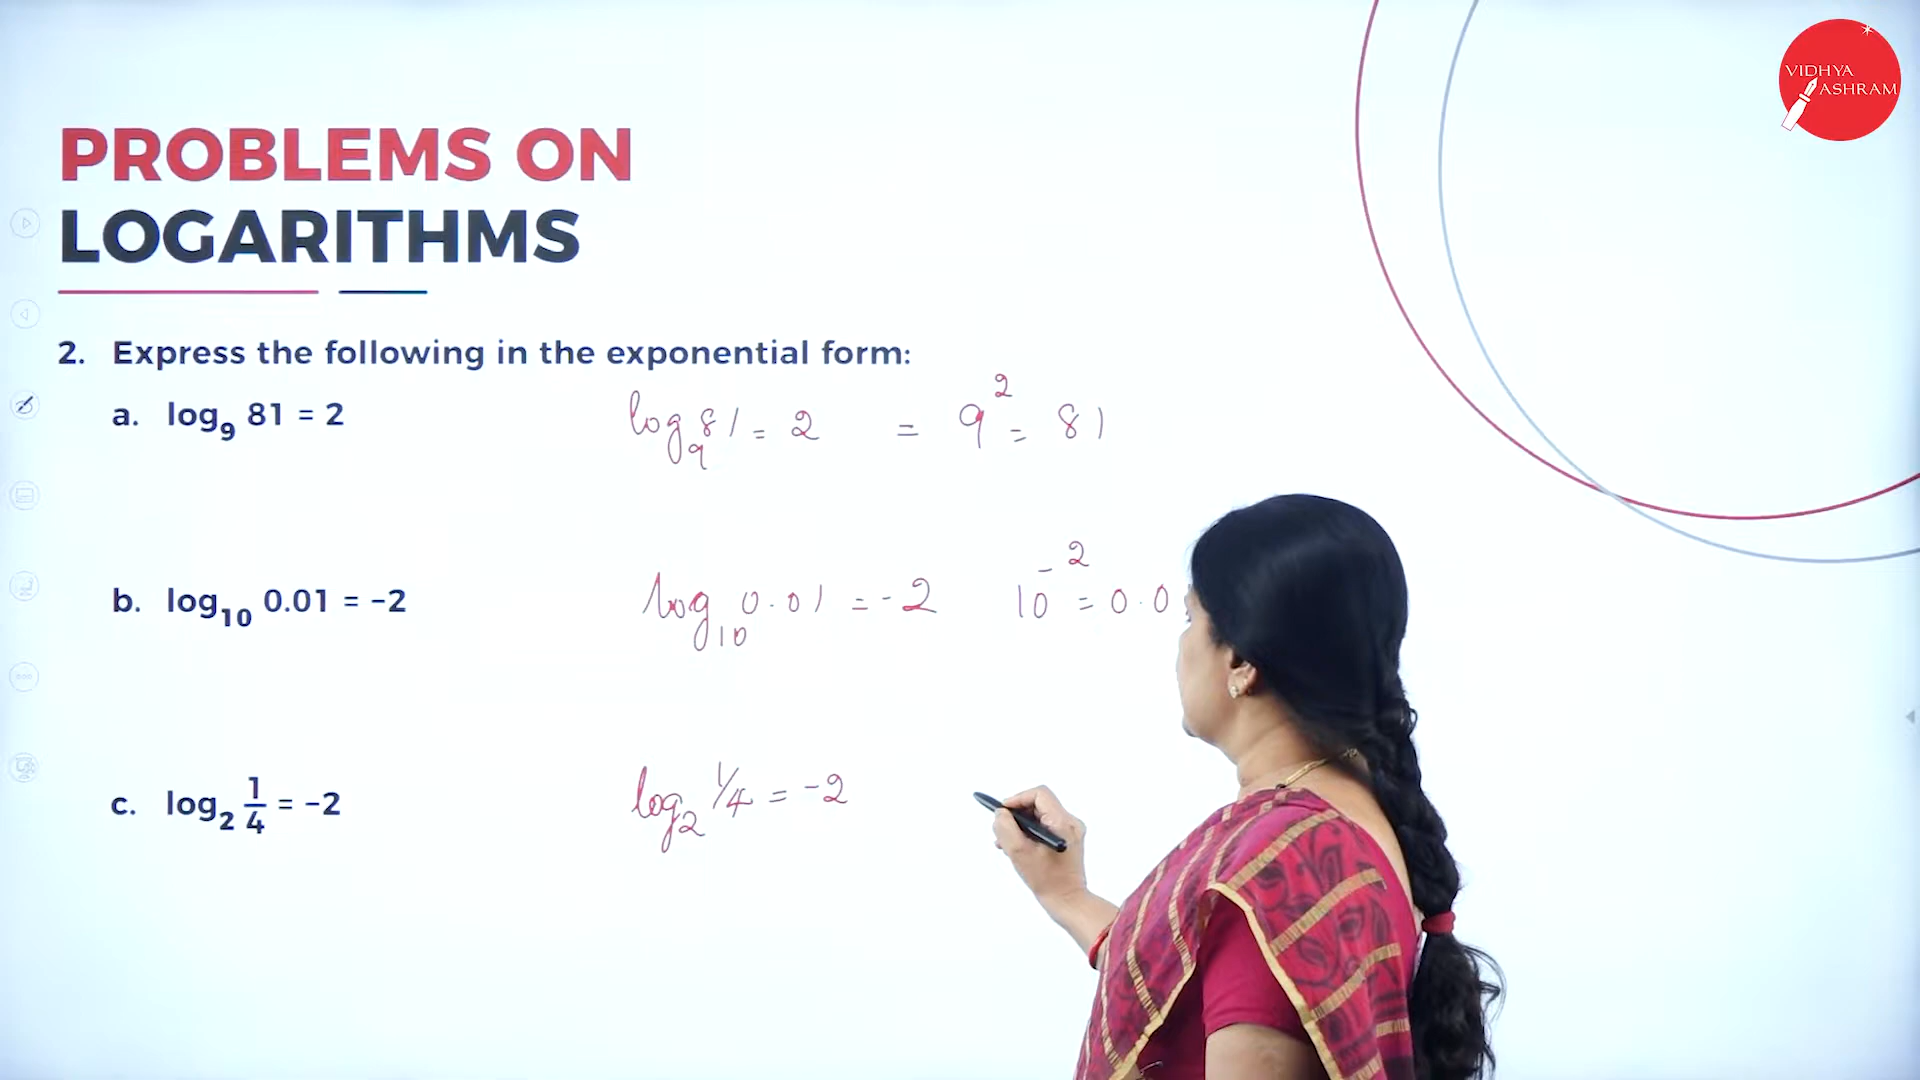 VIDHYA
ASHRAM
PROBLEMS ON
LOGARITHMS
2. Express the following in the exponential form:
a. log₉ 81 = 2
log₉ 81 = 2 = 9² = 81
b. log₁₀ 0.01 = −2
log₁₀ 0.01 = -2 10⁻² = 0.0
c. log₂ 1/4 = −2
log₂ 1/4 = -2